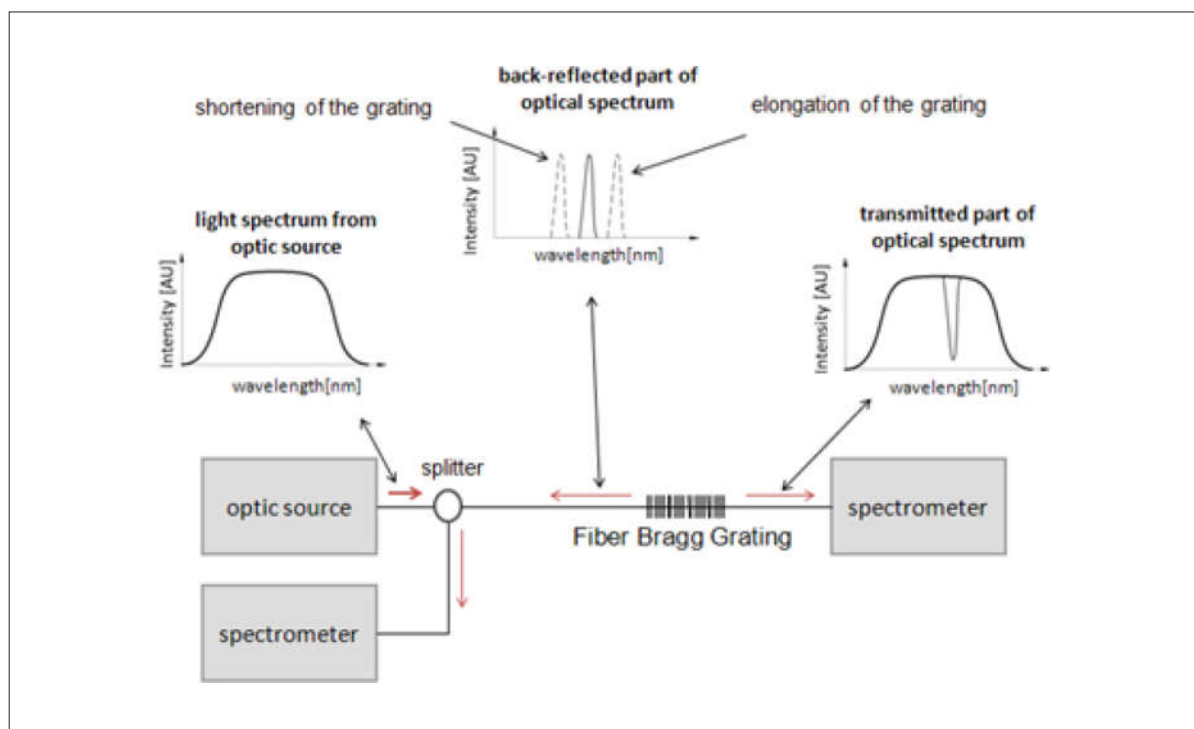 back-reflected part of
optical spectrum
shortening of the grating
elongation of the grating
Intensity [AU]
wavelength[nm]
light spectrum from
optic source
Intensity [AU]
wavelength[nm]
transmitted part of
optical spectrum
Intensity [AU]
wavelength[nm]
splitter
optic source
Fiber Bragg Grating
spectrometer
spectrometer